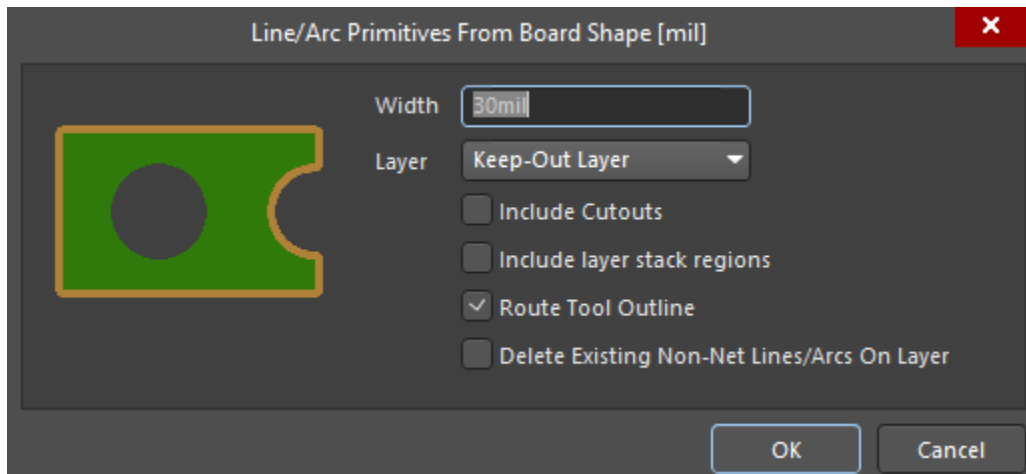 Line/Arc Primitives From Board Shape [mil]
Width 30mil
Layer Keep-Out Layer
Include Cutouts
Include layer stack regions
Route Tool Outline
Delete Existing Non-Net Lines/Arcs On Layer
OK Cancel